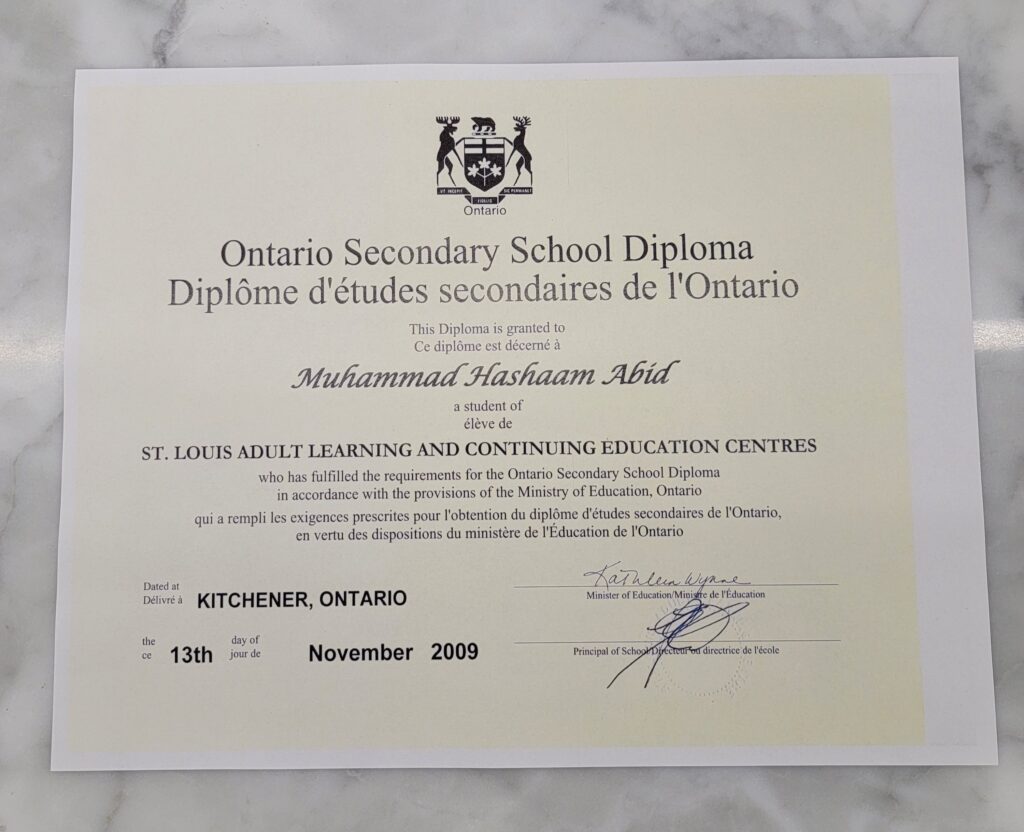 VT INCEPIT SIC PERMANET
FIDELIS
Ontario
Ontario Secondary School Diploma
Diplôme d'études secondaires de l'Ontario
This Diploma is granted to
Ce diplôme est décerné à
Muhammad Hashaam Abid
a student of
élève de
ST. LOUIS ADULT LEARNING AND CONTINUING EDUCATION CENTRES
who has fulfilled the requirements for the Ontario Secondary School Diploma
in accordance with the provisions of the Ministry of Education, Ontario
qui a rempli les exigences prescrites pour l'obtention du diplôme d'études secondaires de l'Ontario,
en vertu des dispositions du ministère de l'Éducation de l'Ontario
Kathleen Wynne
Minister of Education/Ministre de l'Éducation
Dated at
Délivré à KITCHENER, ONTARIO
the 13th day of November 2009
ce jour de
Principal of School/Directeur ou directrice de l'école